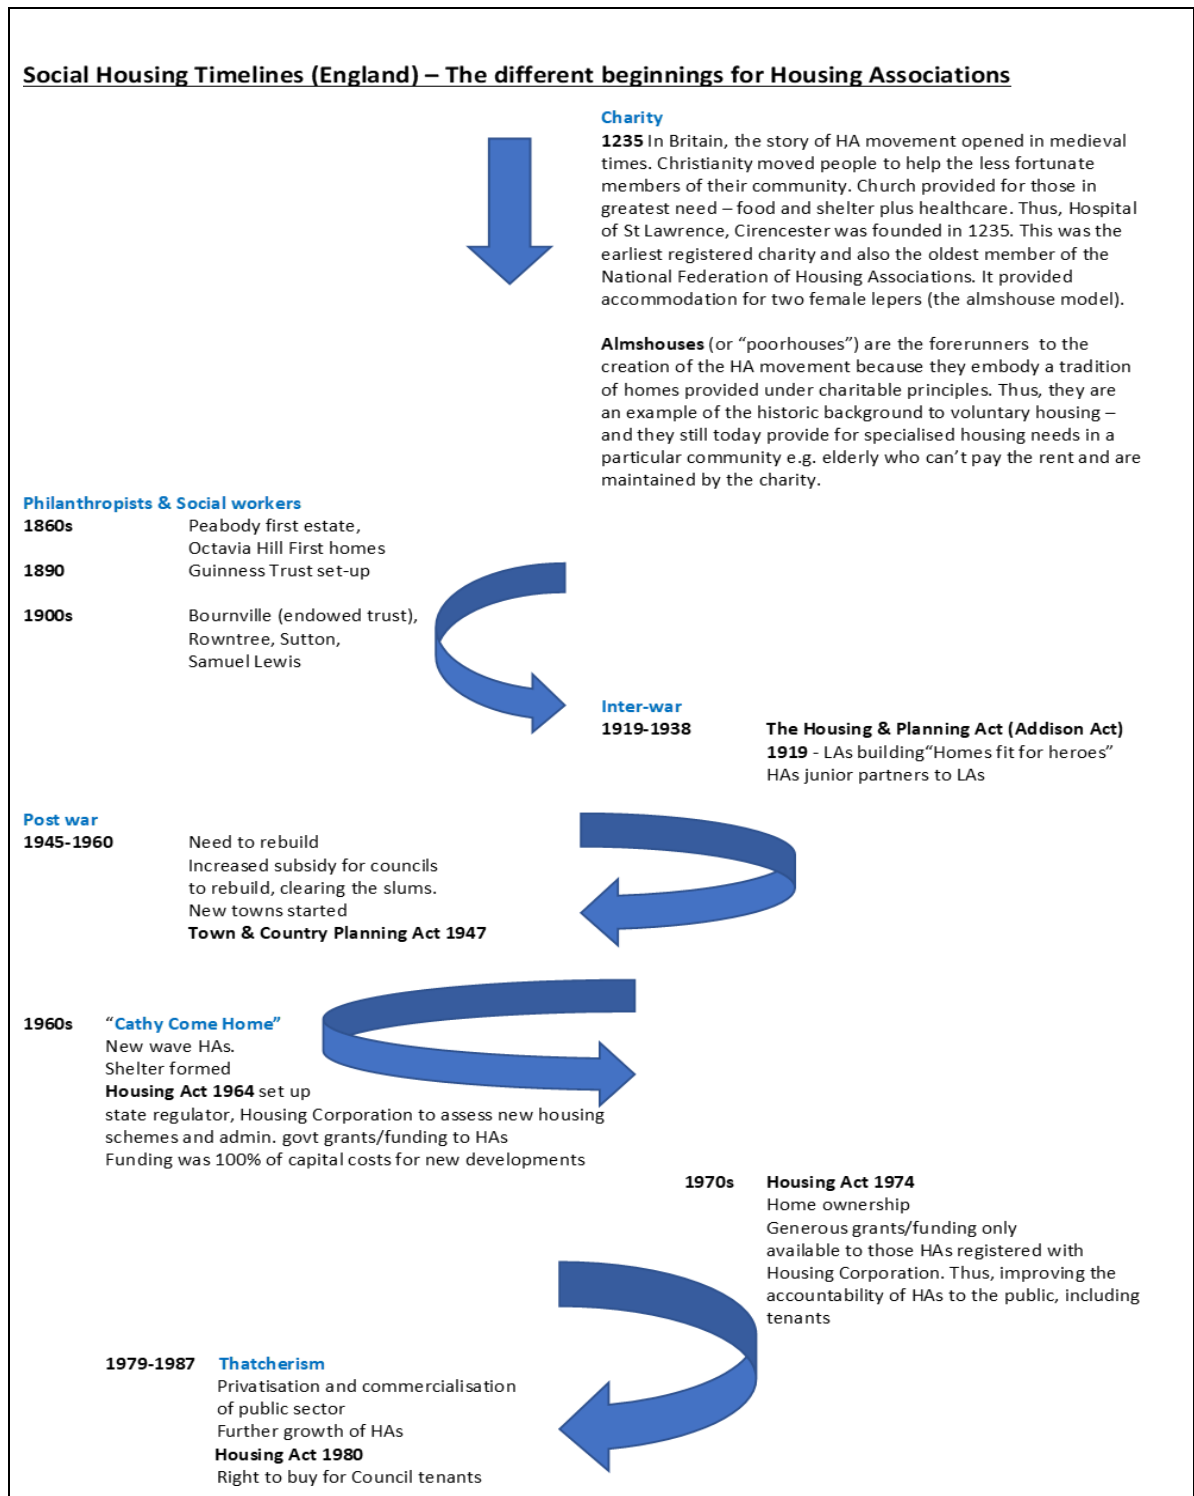 Social Housing Timelines (England) – The different beginnings for Housing Associations
Charity
1235 In Britain, the story of HA movement opened in medieval
times. Christianity moved people to help the less fortunate
members of their community. Church provided for those in
greatest need – food and shelter plus healthcare. Thus, Hospital
of St Lawrence, Cirencester was founded in 1235. This was the
earliest registered charity and also the oldest member of the
National Federation of Housing Associations. It provided
accommodation for two female lepers (the almshouse model).
Almshouses (or “poorhouses”) are the forerunners to the
creation of the HA movement because they embody a tradition
of homes provided under charitable principles. Thus, they are
an example of the historic background to voluntary housing –
and they still today provide for specialised housing needs in a
particular community e.g. elderly who can’t pay the rent and are
maintained by the charity.
Philanthropists & Social workers
1860s Peabody first estate,
Octavia Hill First homes
1890 Guinness Trust set-up
1900s Bournville (endowed trust),
Rowntree, Sutton,
Samuel Lewis
Inter-war
1919-1938 The Housing & Planning Act (Addison Act)
1919 - LAs building“Homes fit for heroes”
HAs junior partners to LAs
Post war
1945-1960 Need to rebuild
Increased subsidy for councils
to rebuild, clearing the slums.
New towns started
Town & Country Planning Act 1947
1960s “Cathy Come Home”
New wave HAs.
Shelter formed
Housing Act 1964 set up
state regulator, Housing Corporation to assess new housing
schemes and admin. govt grants/funding to HAs
Funding was 100% of capital costs for new developments
1970s Housing Act 1974
Home ownership
Generous grants/funding only
available to those HAs registered with
Housing Corporation. Thus, improving the
accountability of HAs to the public, including
tenants
1979-1987 Thatcherism
Privatisation and commercialisation
of public sector
Further growth of HAs
Housing Act 1980
Right to buy for Council tenants